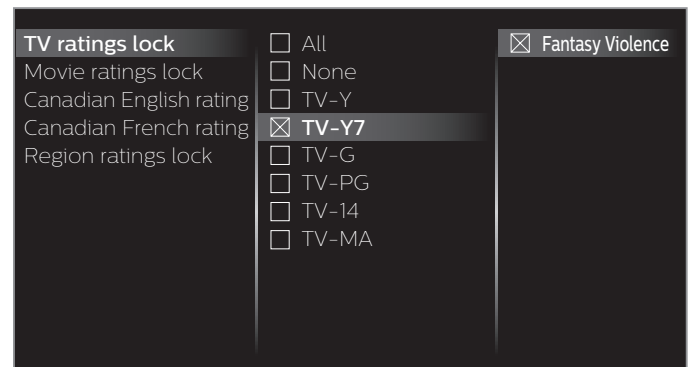 TV ratings lock
Movie ratings lock
Canadian English rating
Canadian French rating
Region ratings lock
All
None
TV-Y
TV-Y7
TV-G
TV-PG
TV-14
TV-MA
Fantasy Violence